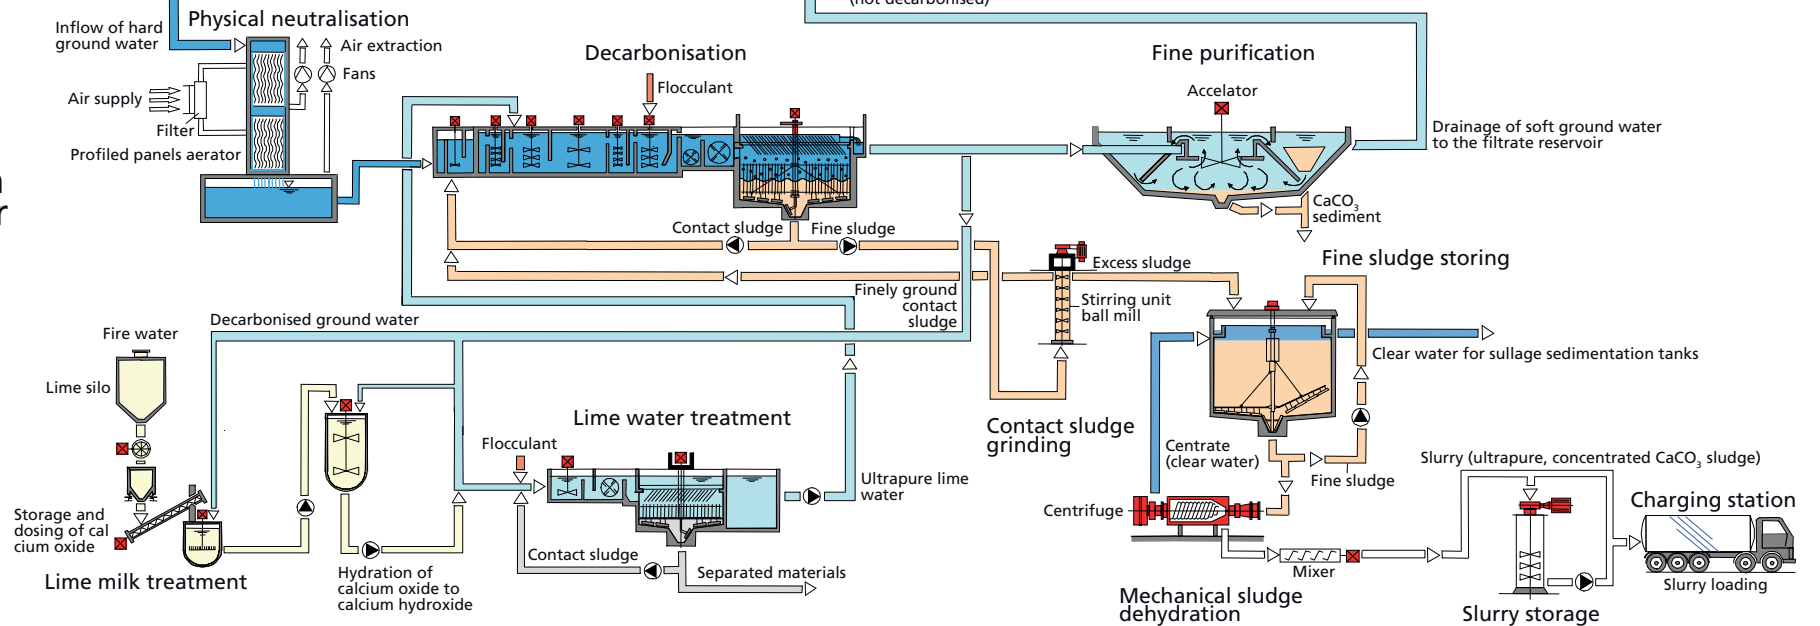 (not decarbonised)
Physical neutralisation
Inflow of hard
ground water
Air extraction
Fans
Air supply
Filter
Profiled panels aerator
Decarbonisation
Flocculant
Fine purification
Accelator
Drainage of soft ground water
to the filtrate reservoir
CaCO3
sediment
Contact sludge
Fine sludge
Excess sludge
Fine sludge storing
Stirring unit
ball mill
Finely ground
contact
sludge
Decarbonised ground water
Fire water
Lime silo
Clear water for sullage sedimentation tanks
Contact sludge
grinding
Lime water treatment
Flocculant
Centrate
(clear water)
Fine sludge
Slurry (ultrapure, concentrated CaCO3 sludge)
Ultrapure lime
water
Centrifuge
Charging station
Storage and
dosing of cal
cium oxide
Lime milk treatment
Hydration of
calcium oxide to
calcium hydroxide
Contact sludge
Separated materials
Mixer
Mechanical sludge
dehydration
Slurry storage
Slurry loading